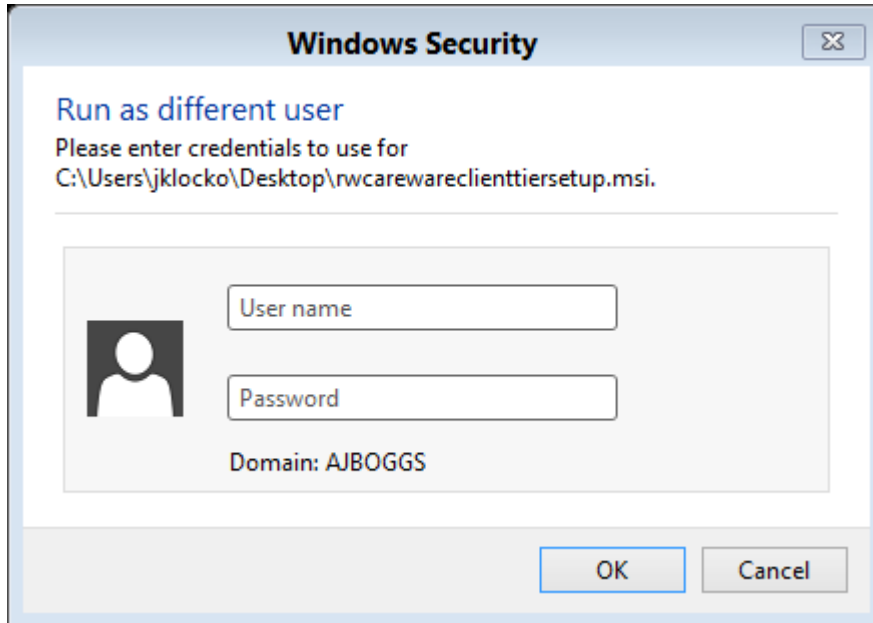 Windows Security
Run as different user
Please enter credentials to use for
C:\Users\jklocko\Desktop\rwcarewareclienttiersetup.msi.
User name
Password
Domain: AJBOGGS
OK
Cancel